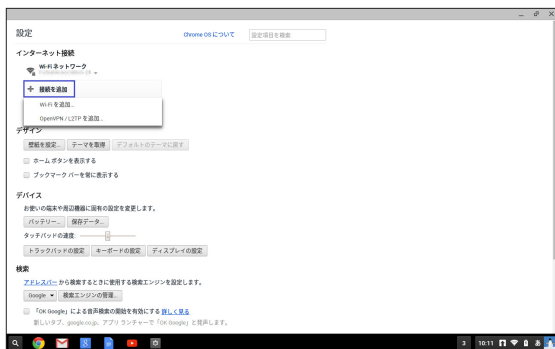 設定
Chrome OS について
設定項目を検索
インターネット接続
Wi-Fi ネットワーク
接続を追加
Wi-Fi を追加...
OpenVPN / L2TP を追加...
デザイン
壁紙を設定... テーマを取得 デフォルトのテーマに戻す
ホーム ボタンを表示する
ブックマーク バーを常に表示する
デバイス
お使いの端末や周辺機器に固有の設定を変更します。
バッテリー... 保存データ...
タッチパッドの速度:
トラックパッドの設定 キーボードの設定 ディスプレイの設定
検索
アドレスバー から検索するときに使用する検索エンジンを設定します。
Google 検索エンジンの管理...
「OK Google」による音声検索の開始を有効にする 詳しく見る
新しいタブ、google.co.jp、アプリ ランチャーで「OK Google」と発声します。
3 10:11 あ